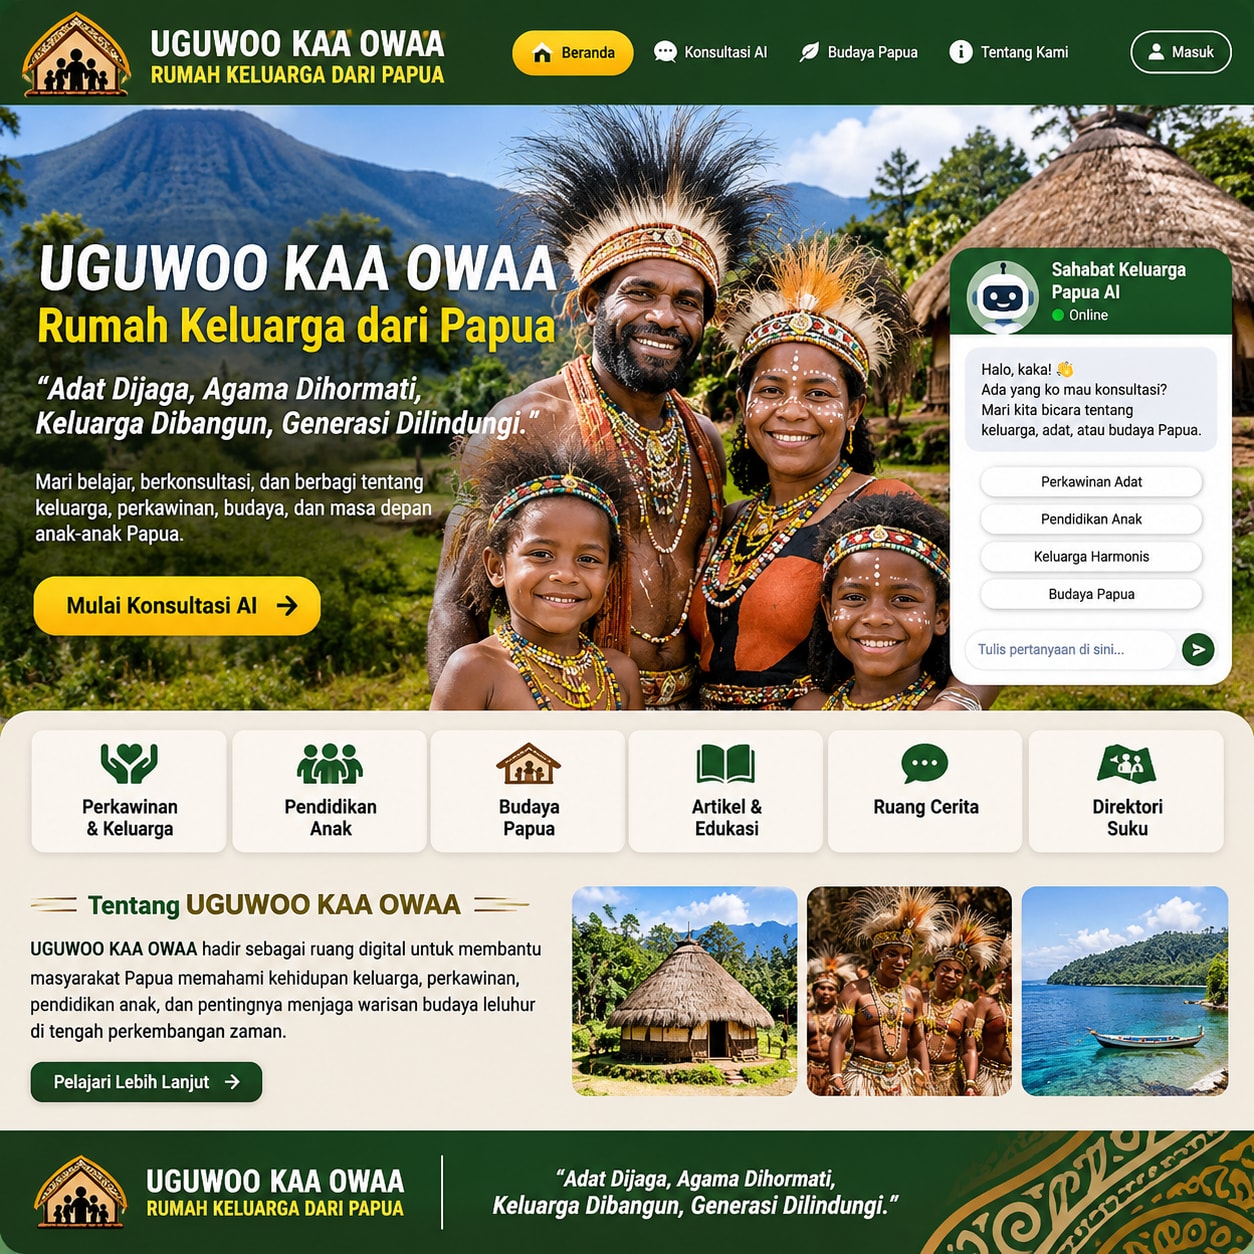 UGUWOO KAA OWAA
RUMAH KELUARGA DARI PAPUA
Beranda
Konsultasi AI
Budaya Papua
Tentang Kami
Masuk
UGUWOO KAA OWAA
Rumah Keluarga dari Papua
“Adat Dijaga, Agama Dihormati,
Keluarga Dibangun, Generasi Dilindungi.”
Mari belajar, berkonsultasi, dan berbagi tentang
keluarga, perkawinan, budaya, dan masa depan
anak-anak Papua.
Mulai Konsultasi AI
Sahabat Keluarga
Papua AI
Online
Halo, kaka! 👋
Ada yang ko mau konsultasi?
Mari kita bicara tentang
keluarga, adat, atau budaya Papua.
Perkawinan Adat
Pendidikan Anak
Keluarga Harmonis
Budaya Papua
Tulis pertanyaan di sini...
Perkawinan
& Keluarga
Pendidikan
Anak
Budaya
Papua
Artikel &
Edukasi
Ruang Cerita
Direktori
Suku
Tentang UGUWOO KAA OWAA
UGUWOO KAA OWAA hadir sebagai ruang digital untuk membantu
masyarakat Papua memahami kehidupan keluarga, perkawinan,
pendidikan anak, dan pentingnya menjaga warisan budaya leluhur
di tengah perkembangan zaman.
Pelajari Lebih Lanjut
UGUWOO KAA OWAA
RUMAH KELUARGA DARI PAPUA
“Adat Dijaga, Agama Dihormati,
Keluarga Dibangun, Generasi Dilindungi.”